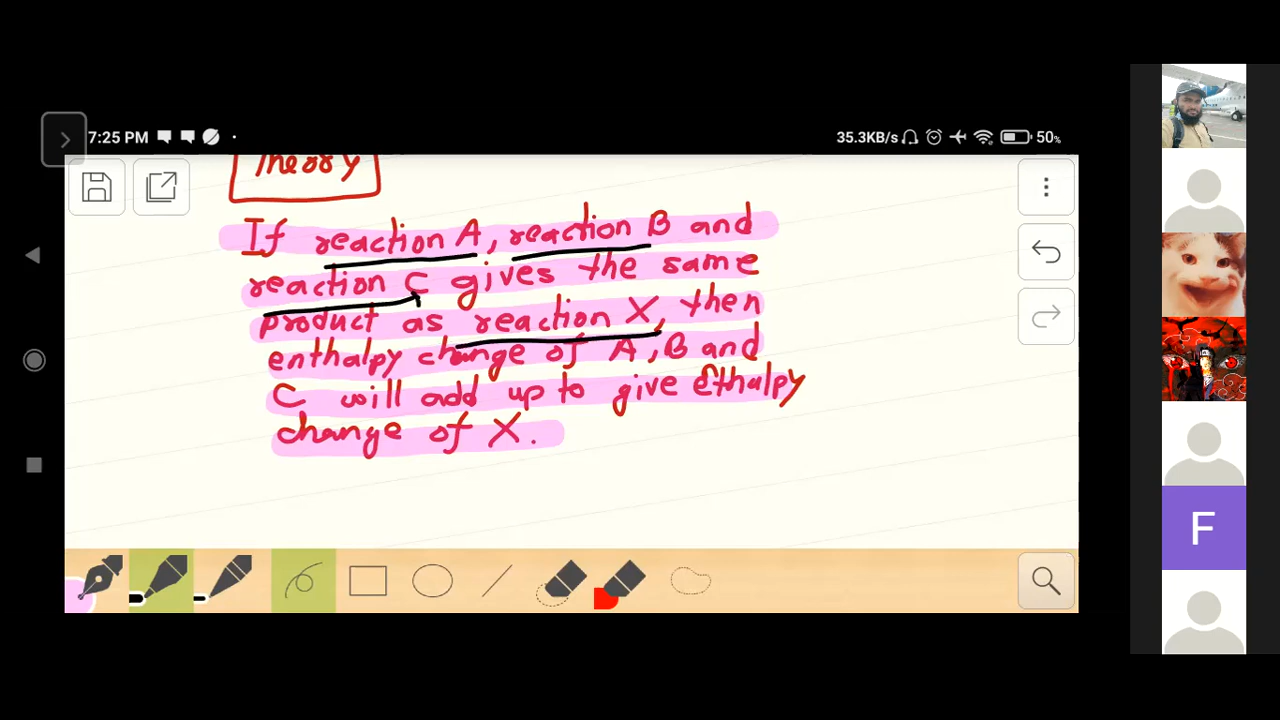 7:25 PM
35.3KB/s
50%
Theory
If reaction A, reaction B and
reaction C gives the same
product as reaction X, then
enthalpy change of A, B and
C will add up to give ethalpy
change of X.
F